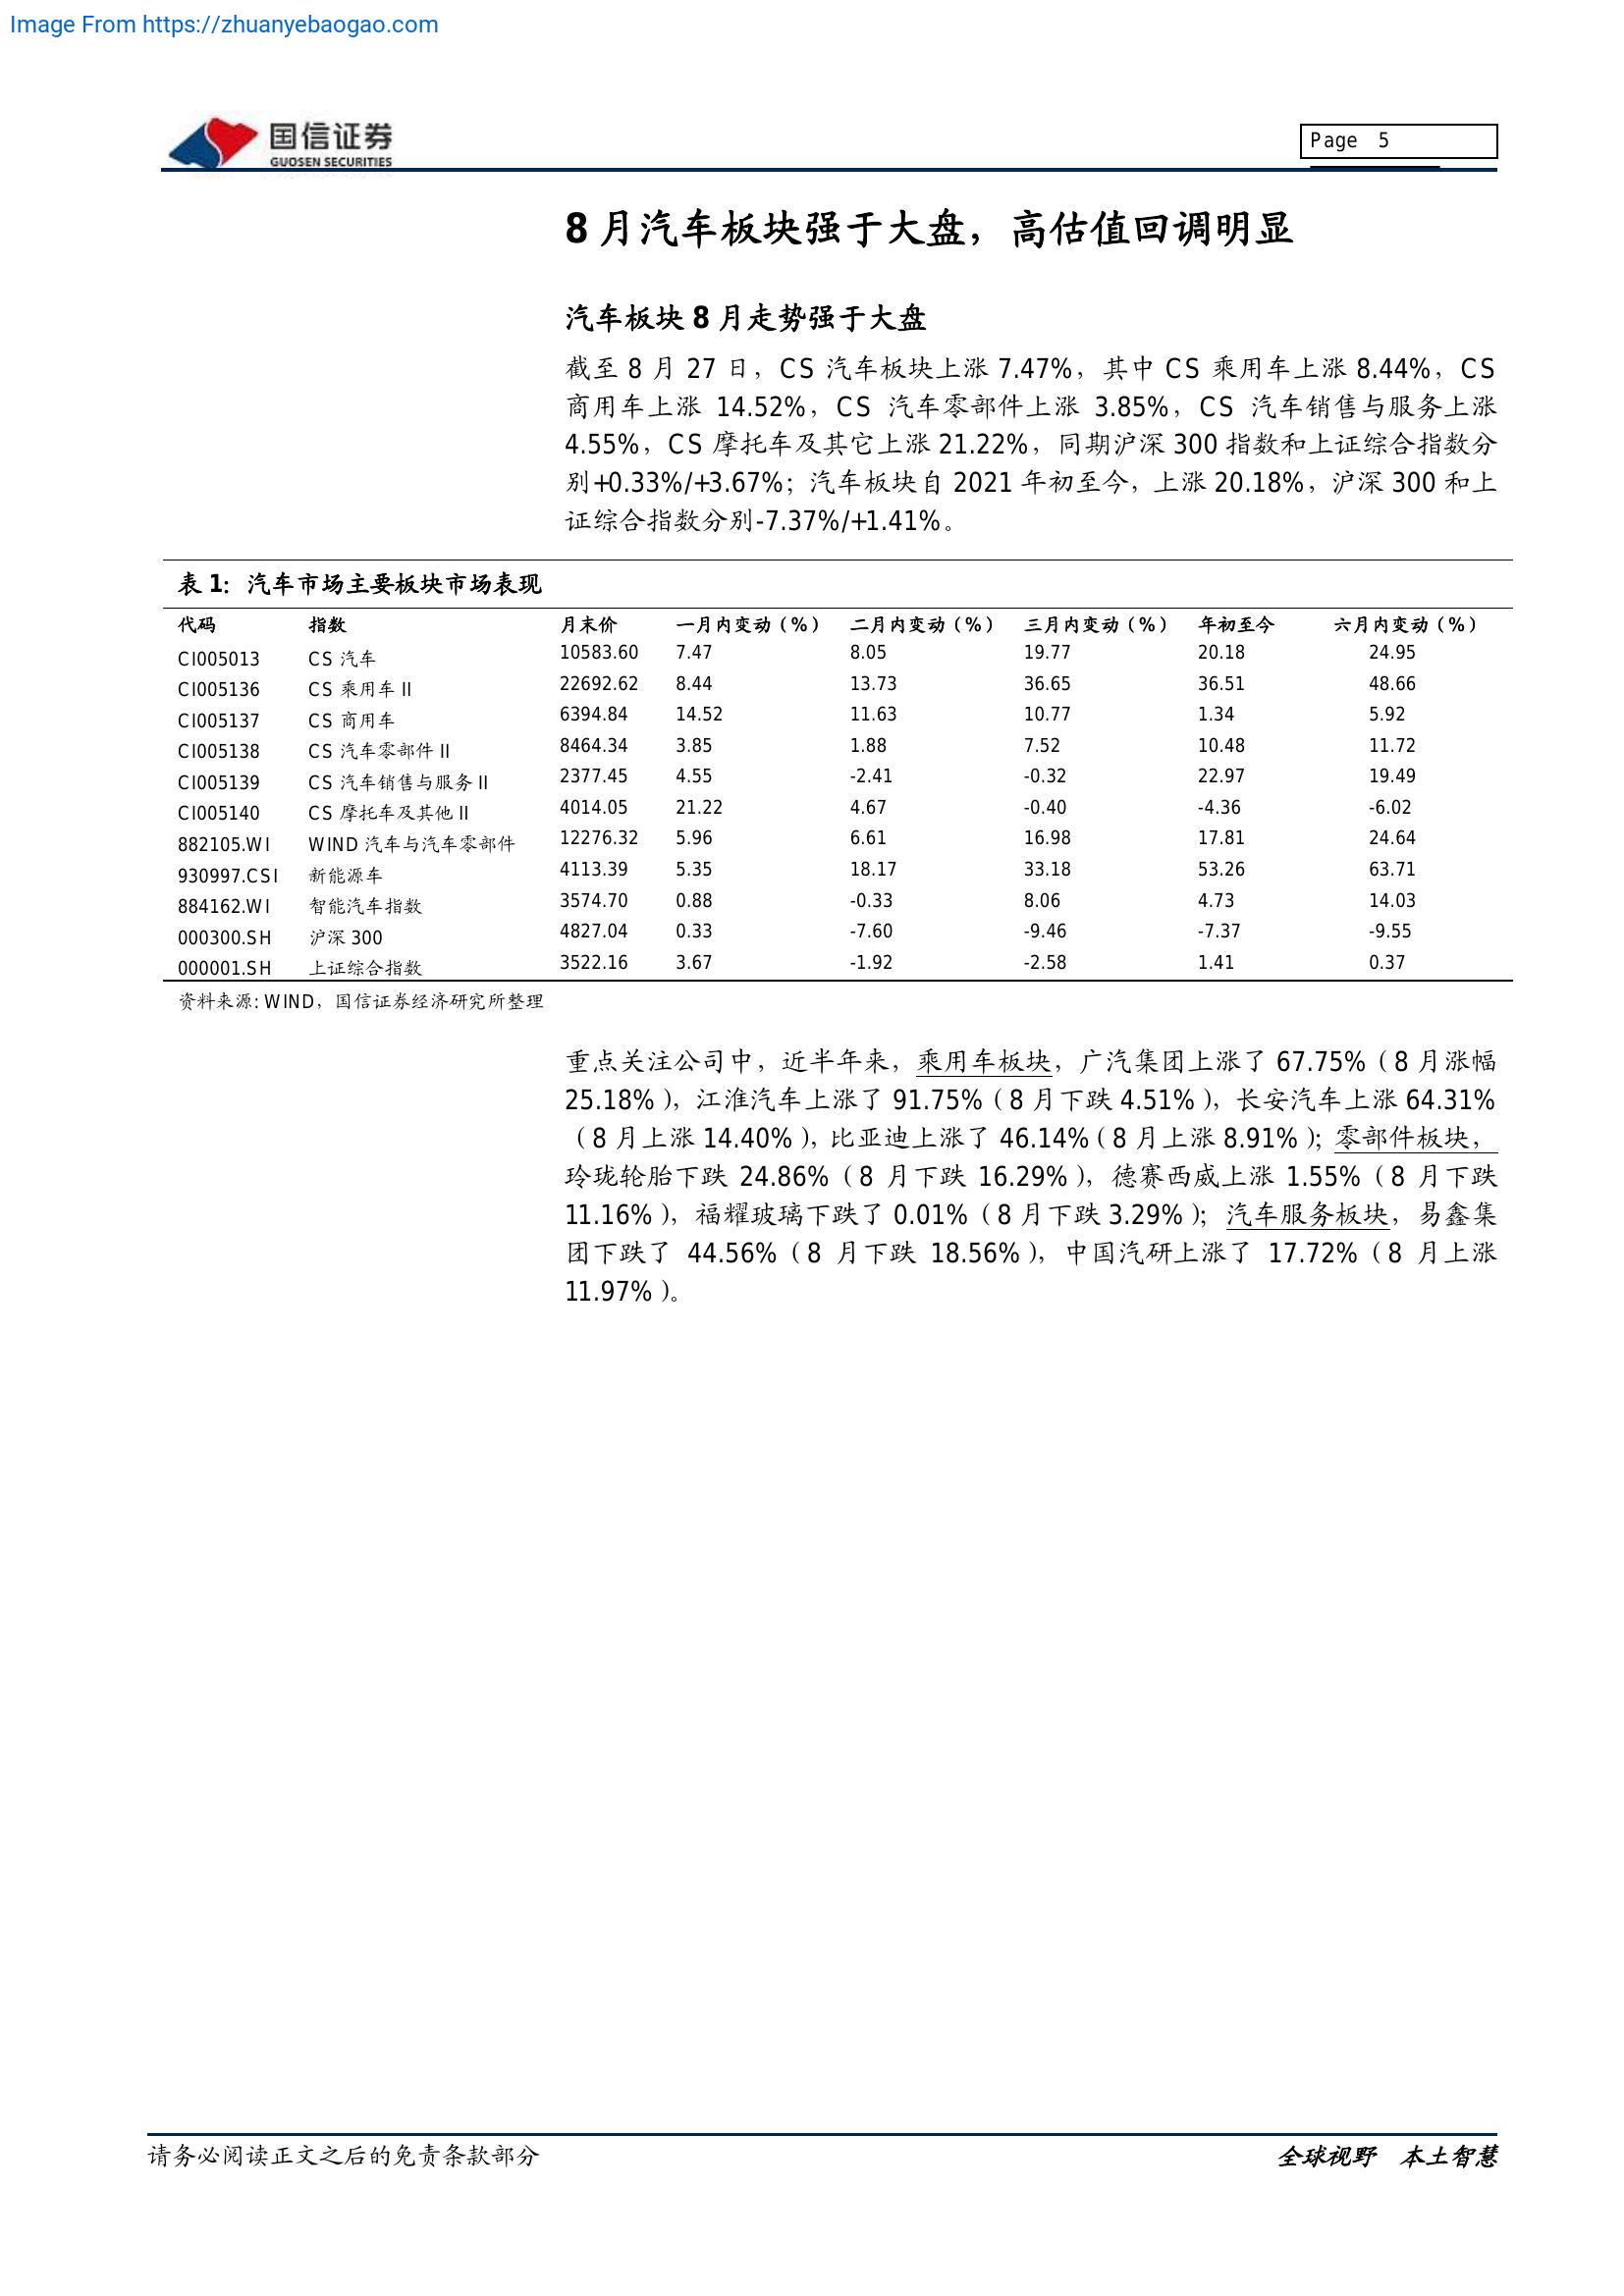 Image From https://zhuanyebaogao.com
国信证券
GUOSEN SECURITIES
Page 5
8 月汽车板块强于大盘，高估值回调明显
汽车板块 8 月走势强于大盘
截至 8 月 27 日，CS 汽车板块上涨 7.47%，其中 CS 乘用车上涨 8.44%，CS
商用车上涨 14.52%，CS 汽车零部件上涨 3.85%，CS 汽车销售与服务上涨
4.55%，CS 摩托车及其它上涨 21.22%，同期沪深 300 指数和上证综合指数分
别+0.33%/+3.67%；汽车板块自 2021 年初至今，上涨 20.18%，沪深 300 和上
证综合指数分别-7.37%/+1.41%。
表 1：汽车市场主要板块市场表现
代码 指数 月末价 一月内变动（%） 二月内变动（%） 三月内变动（%） 年初至今 六月内变动（%）
CI005013 CS 汽车 10583.60 7.47 8.05 19.77 20.18 24.95
CI005136 CS 乘用车 II 22692.62 8.44 13.73 36.65 36.51 48.66
CI005137 CS 商用车 6394.84 14.52 11.63 10.77 1.34 5.92
CI005138 CS 汽车零部件 II 8464.34 3.85 1.88 7.52 10.48 11.72
CI005139 CS 汽车销售与服务 II 2377.45 4.55 -2.41 -0.32 22.97 19.49
CI005140 CS 摩托车及其他 II 4014.05 21.22 4.67 -0.40 -4.36 -6.02
882105.WI WIND 汽车与汽车零部件 12276.32 5.96 6.61 16.98 17.81 24.64
930997.CSI 新能源车 4113.39 5.35 18.17 33.18 53.26 63.71
884162.WI 智能汽车指数 3574.70 0.88 -0.33 8.06 4.73 14.03
000300.SH 沪深 300 4827.04 0.33 -7.60 -9.46 -7.37 -9.55
000001.SH 上证综合指数 3522.16 3.67 -1.92 -2.58 1.41 0.37
资料来源: WIND，国信证券经济研究所整理
重点关注公司中，近半年来，乘用车板块，广汽集团上涨了 67.75%（8 月涨幅
25.18%），江淮汽车上涨了 91.75%（8 月下跌 4.51%），长安汽车上涨 64.31%
（8 月上涨 14.40%），比亚迪上涨了 46.14%（8 月上涨 8.91%）；零部件板块，
玲珑轮胎下跌 24.86%（8 月下跌 16.29%），德赛西威上涨 1.55%（8 月下跌
11.16%），福耀玻璃下跌了 0.01%（8 月下跌 3.29%）；汽车服务板块，易鑫集
团下跌了 44.56%（8 月下跌 18.56%），中国汽研上涨了 17.72%（8 月上涨
11.97%）。
请务必阅读正文之后的免责条款部分
全球视野 本土智慧